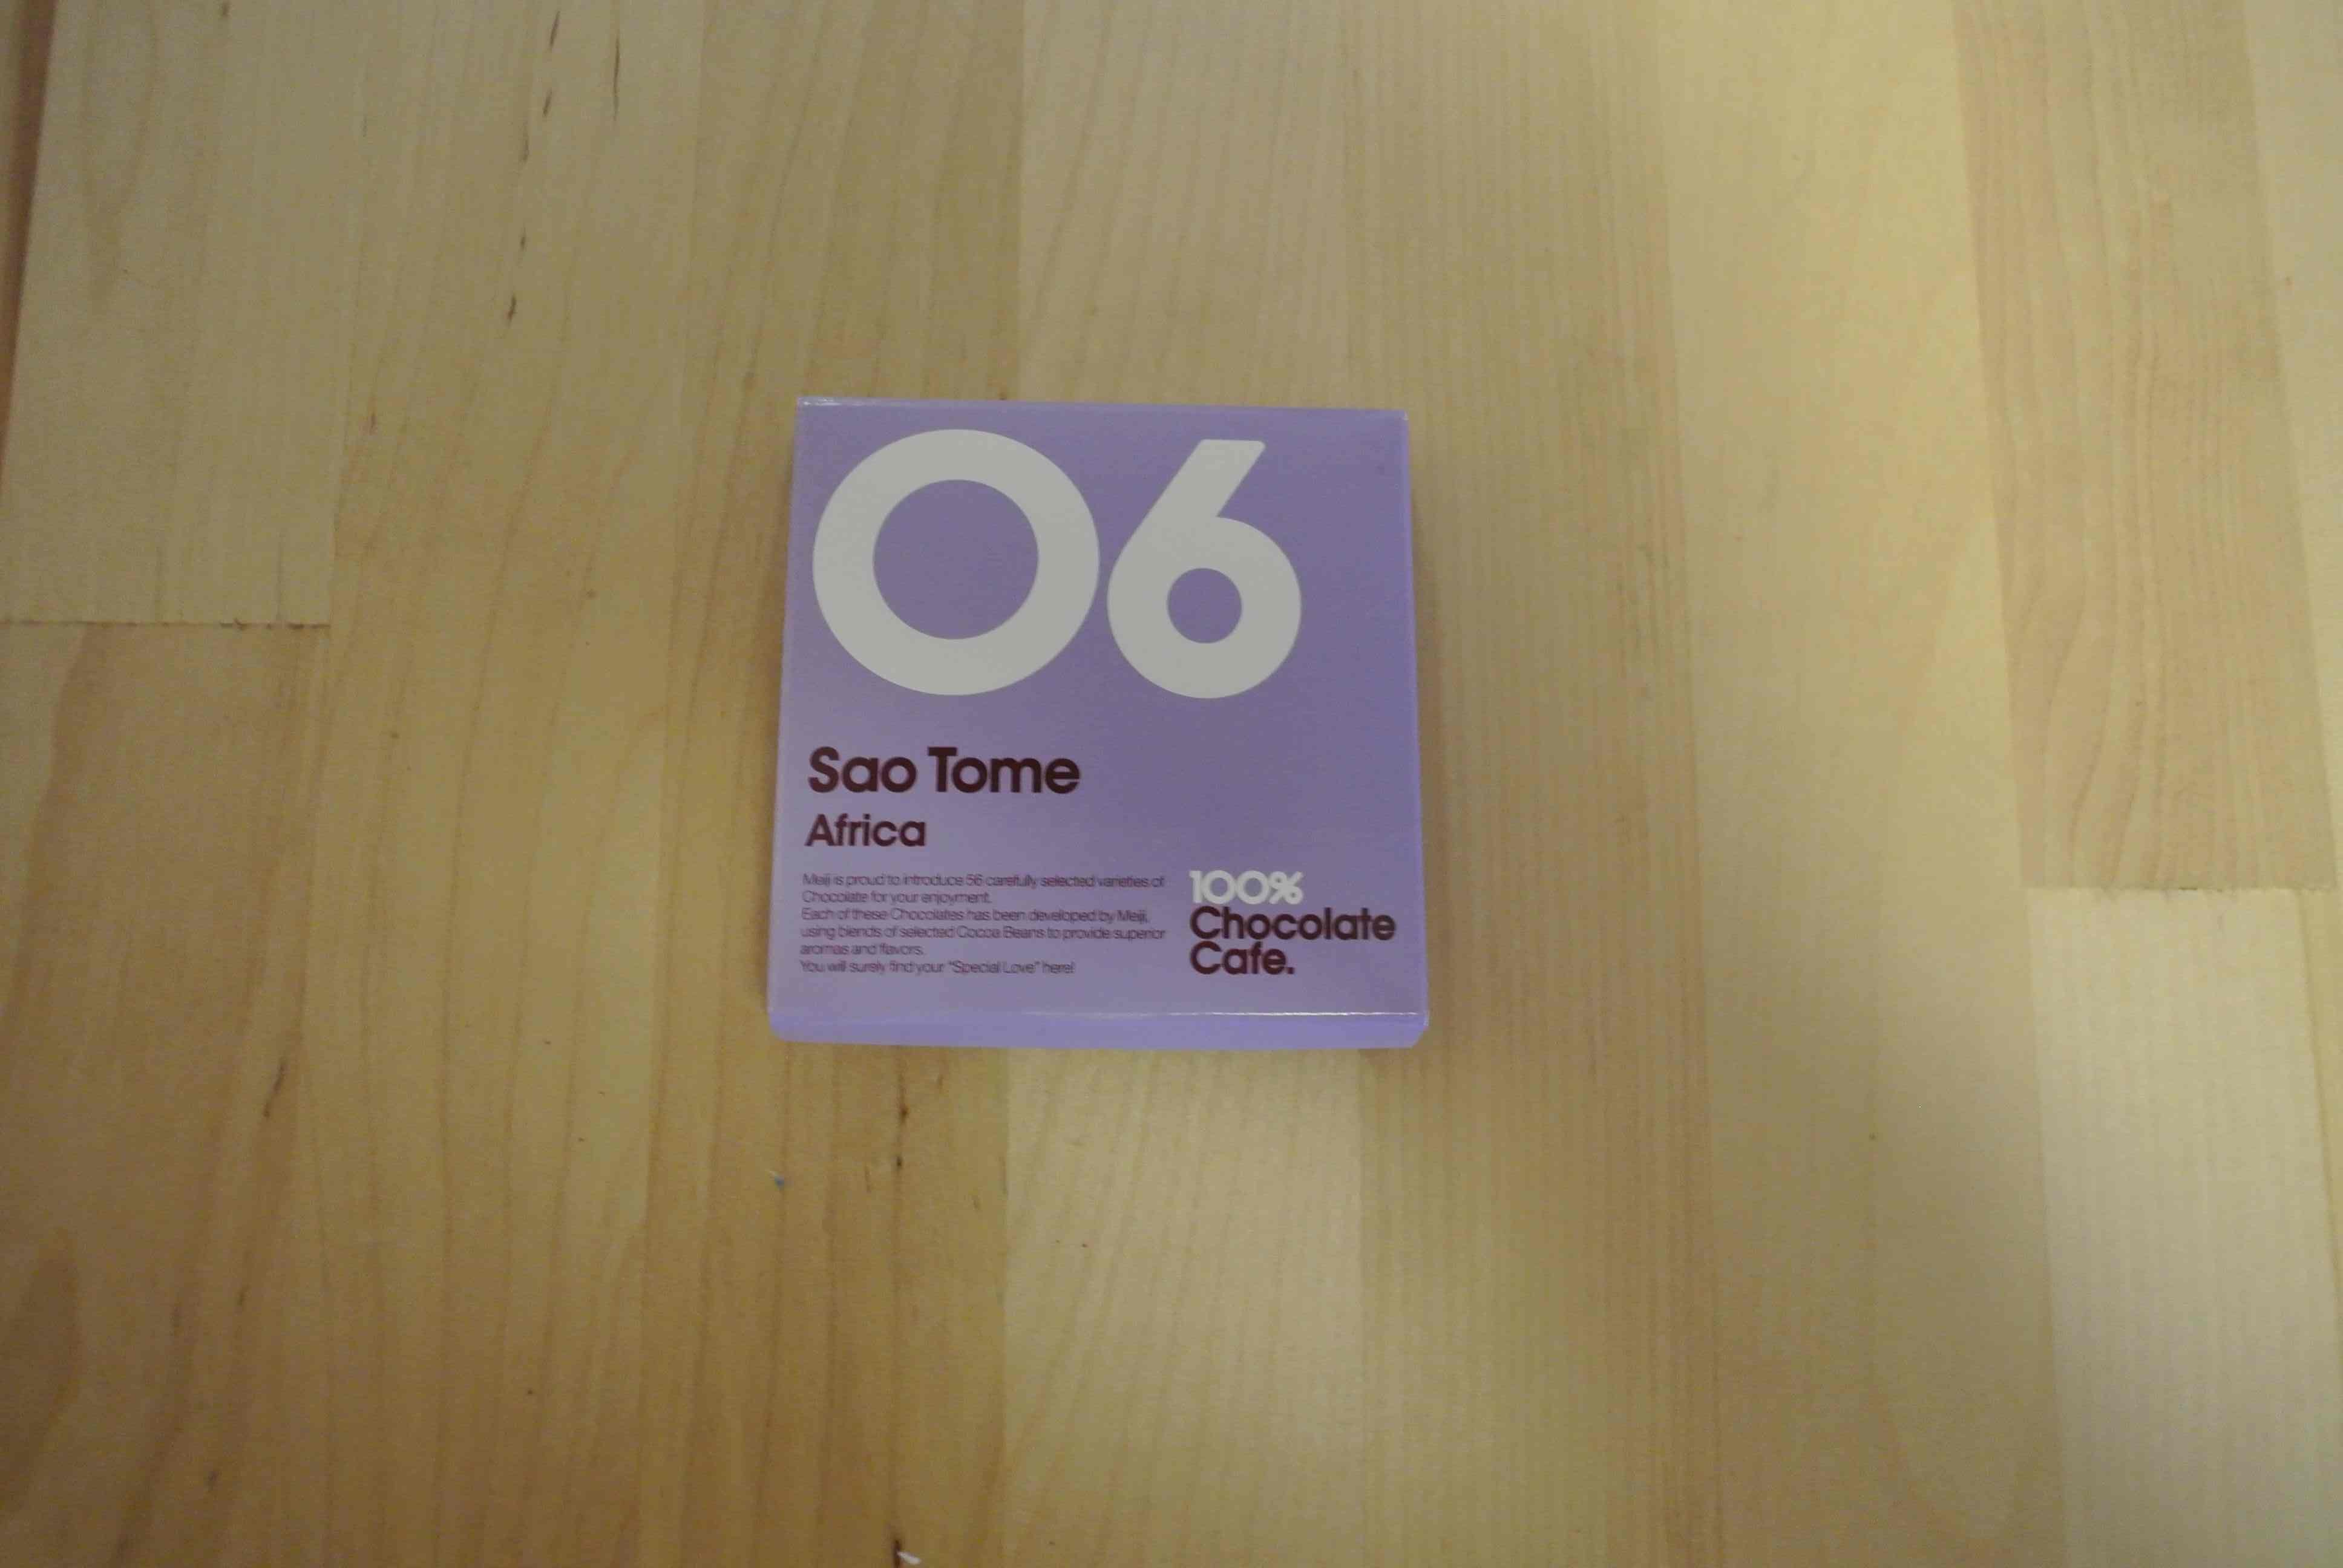 06
Sao Tome
Africa
Meiji is proud to introduce 56 carefully selected varieties of
Chocolate for your enjoyment.
Each of these Chocolates has been developed by Meiji,
using blends of selected Cocoa Beans to provide superior
aromas and flavors.
You will surely find your "Special Love" here!
100%
Chocolate
Cafe.